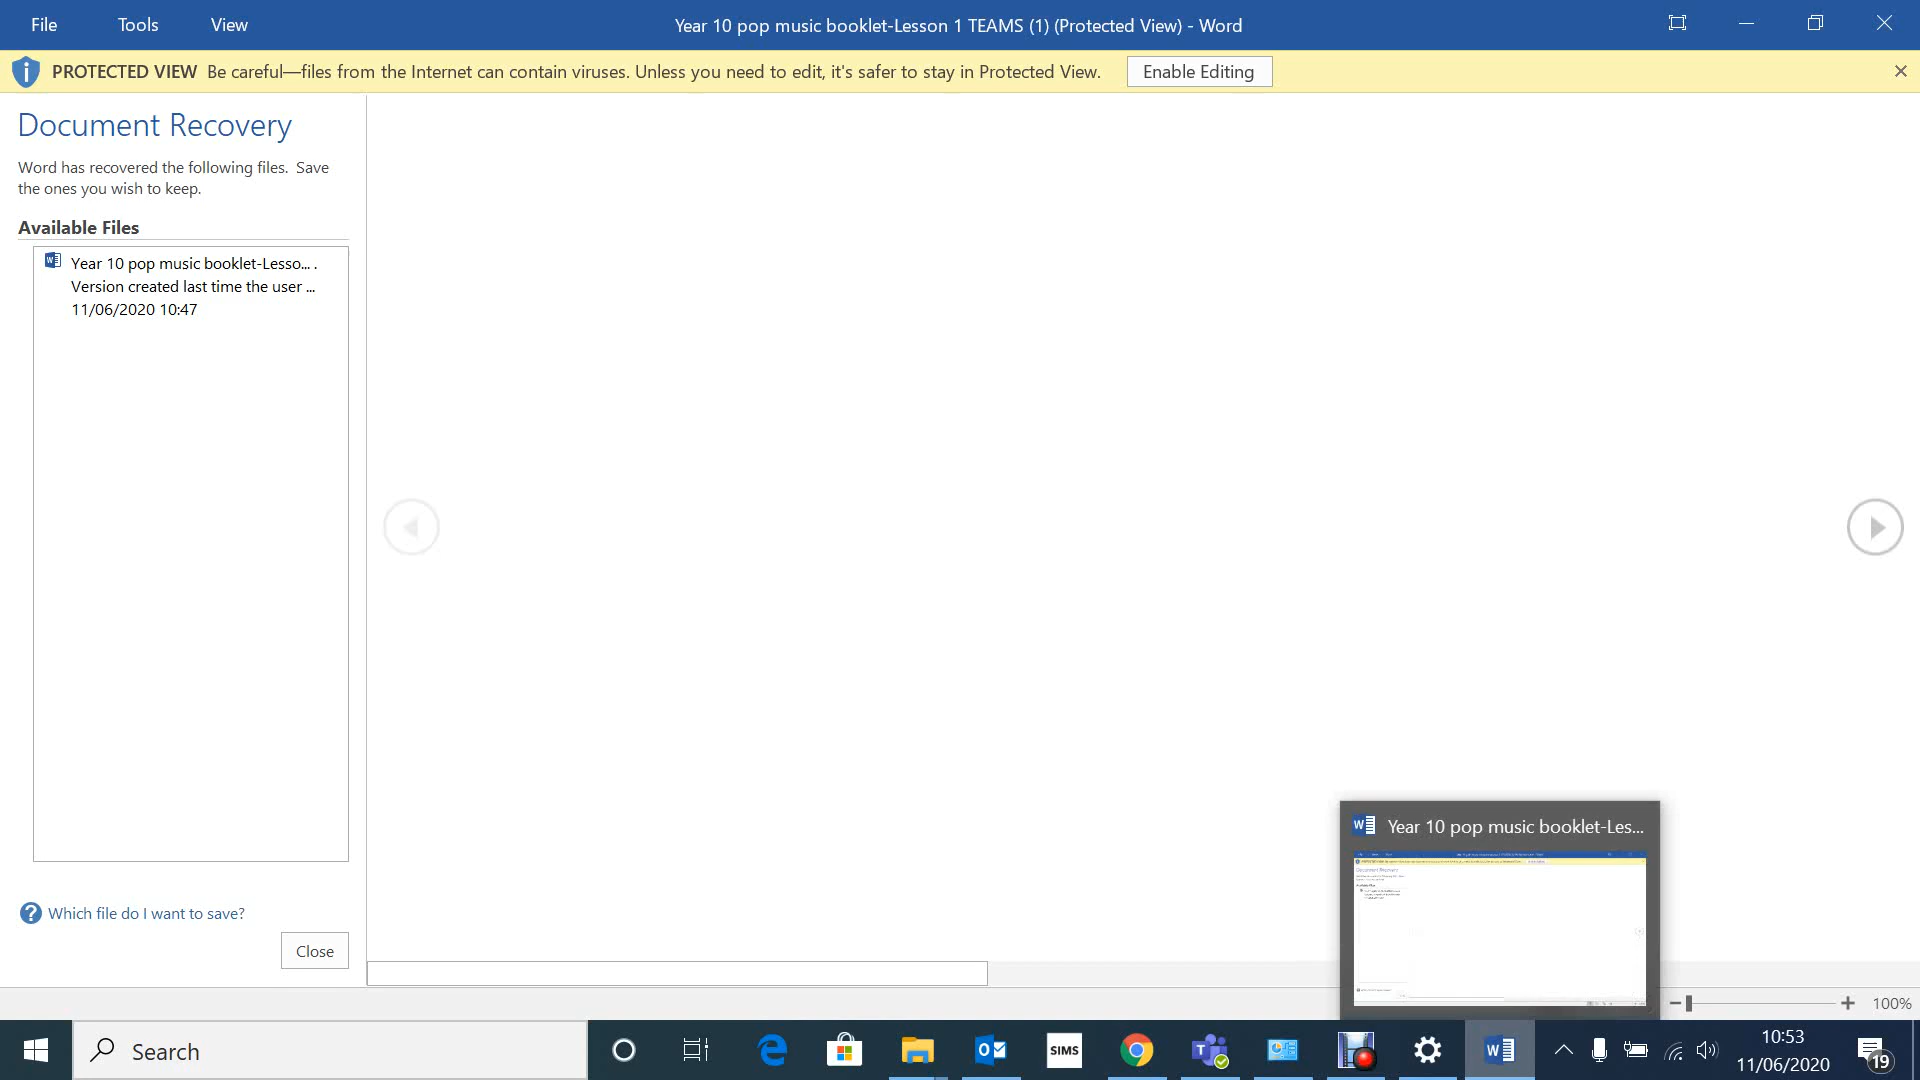 File Tools View
Year 10 pop music booklet-Lesson 1 TEAMS (1) (Protected View) - Word
PROTECTED VIEW Be careful—files from the Internet can contain viruses. Unless you need to edit, it's safer to stay in Protected View.
Enable Editing
Document Recovery
Word has recovered the following files. Save
the ones you wish to keep.
Available Files
Year 10 pop music booklet-Lesso... .
Version created last time the user ...
11/06/2020 10:47
Which file do I want to save?
Close
Year 10 pop music booklet-Les...
100%
Search
SIMS
10:53
11/06/2020
19